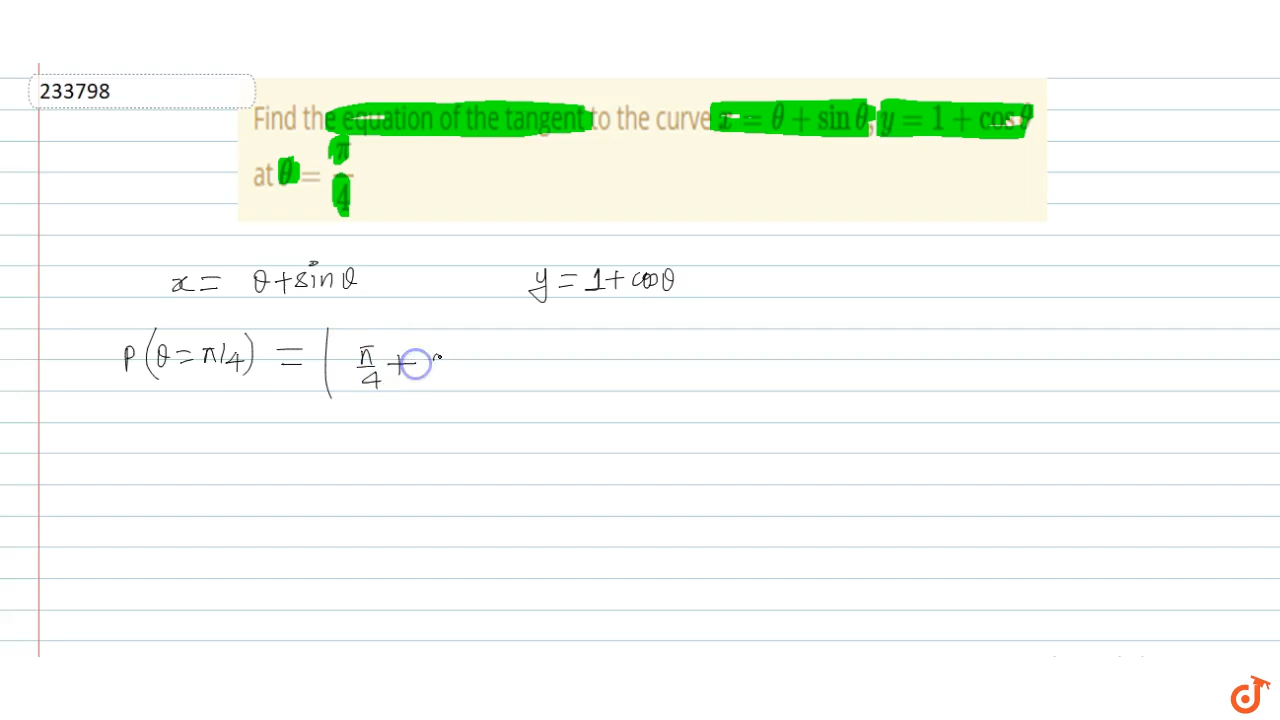 233798
Find the equation of the tangent to the curve x = θ + sin θ, y = 1 + cos θ
at θ = π/4
x = θ + sin θ y = 1 + cos θ
P(θ = π/4) = ( π/4 +